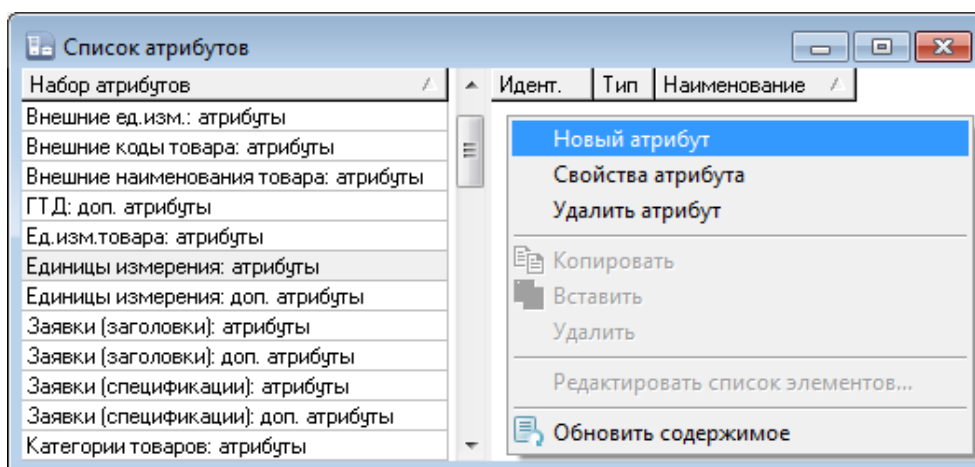 Список атрибутов
Набор атрибутов
Внешние ед.изм.: атрибуты
Внешние коды товара: атрибуты
Внешние наименования товара: атрибуты
ГТД: доп. атрибуты
Ед.изм.товара: атрибуты
Единицы измерения: атрибуты
Единицы измерения: доп. атрибуты
Заявки (заголовки): атрибуты
Заявки (заголовки): доп. атрибуты
Заявки (спецификации): атрибуты
Заявки (спецификации): доп. атрибуты
Категории товаров: атрибуты
Идент. Тип Наименование
Новый атрибут
Свойства атрибута
Удалить атрибут
Копировать
Вставить
Удалить
Редактировать список элементов...
Обновить содержимое